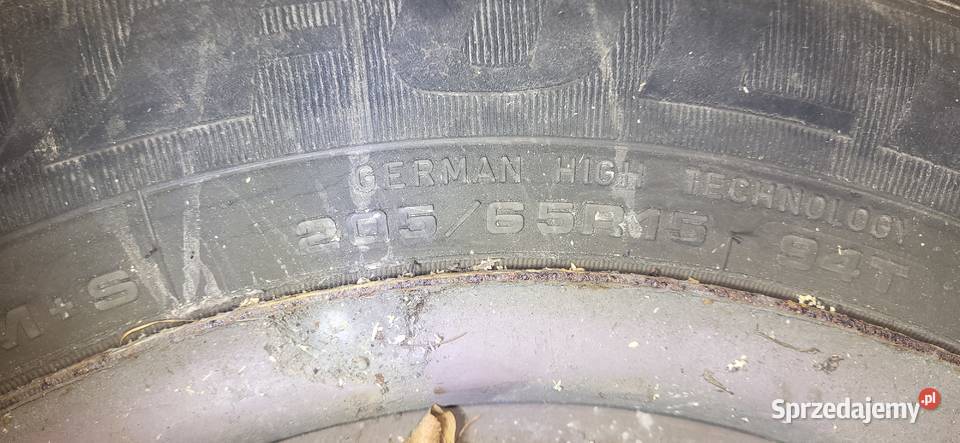 GERMAN HIGH TECHNOLOGY
205/65R15 94T
M+S
Sprzedajemy.pl